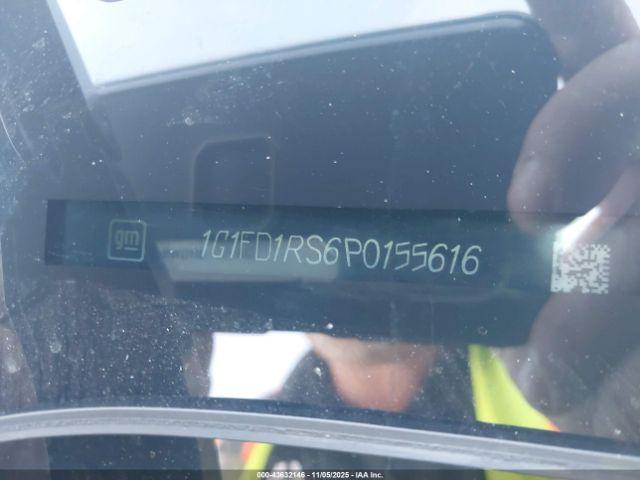 gm 1G1FD1RS6P0155616
000-43632146 - 11/05/2025 - IAA Inc.